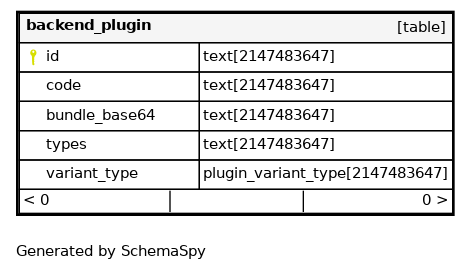 backend_plugin [table]
id text[2147483647]
code text[2147483647]
bundle_base64 text[2147483647]
types text[2147483647]
variant_type plugin_variant_type[2147483647]
< 0 0 >
Generated by SchemaSpy